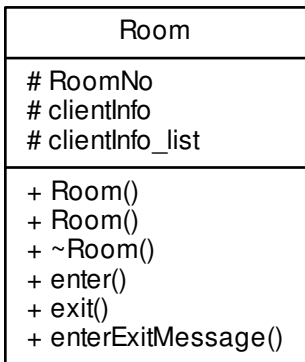 Room
# RoomNo
# clientInfo
# clientInfo_list
+ Room()
+ Room()
+ ~Room()
+ enter()
+ exit()
+ enterExitMessage()